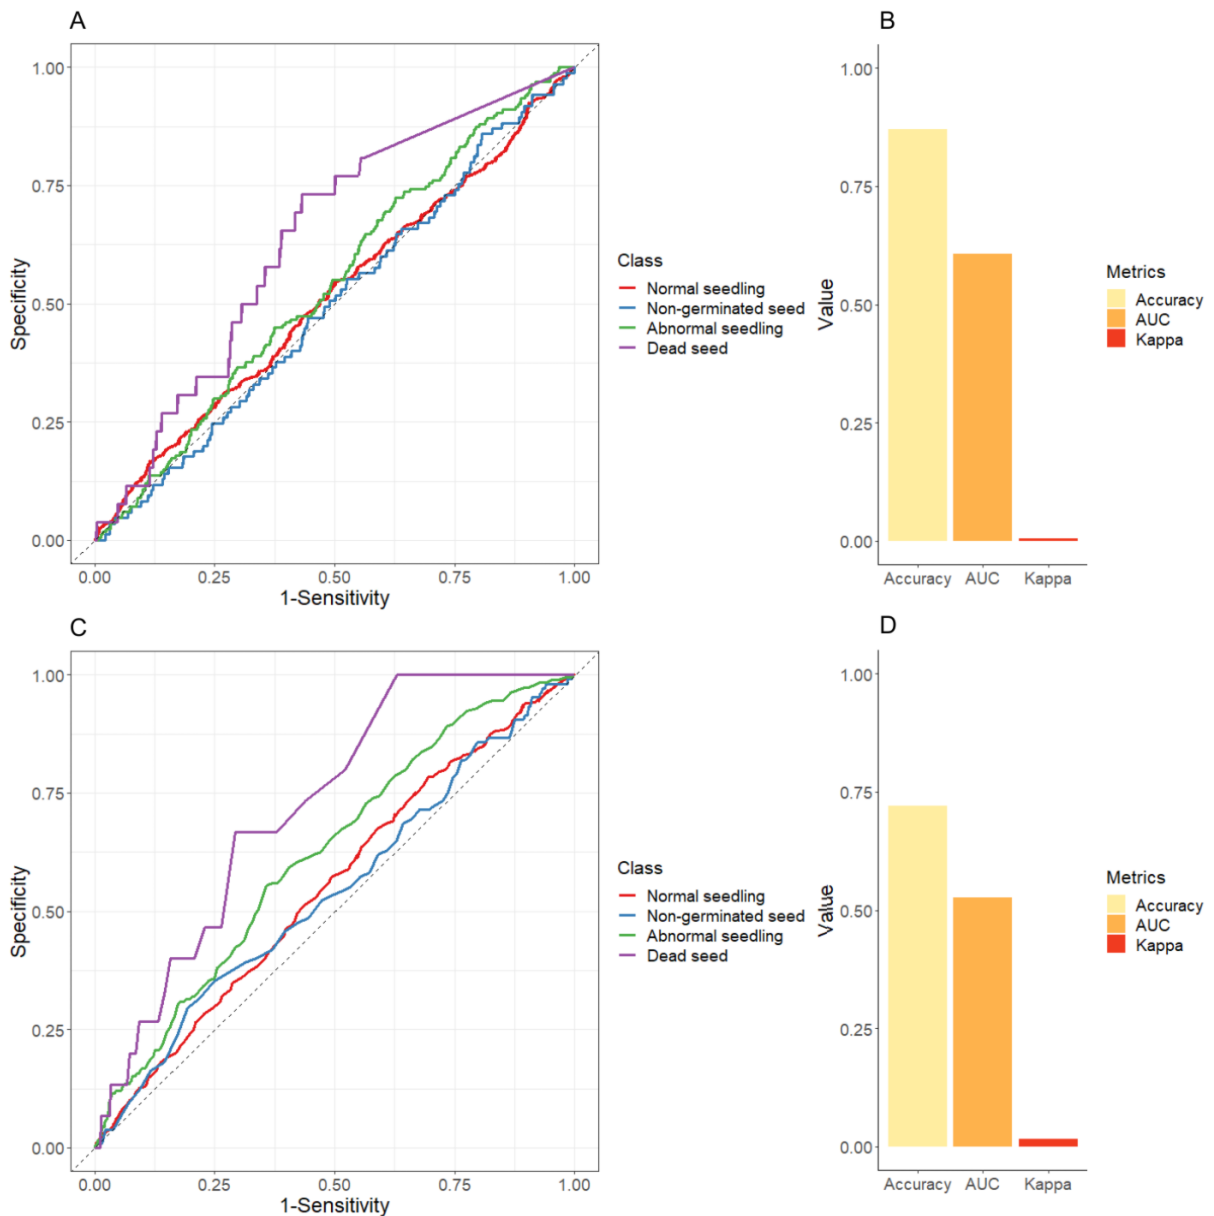 A
B
1.00
0.75
0.50
0.25
0.00
Specificity
0.00 0.25 0.50 0.75 1.00
1-Sensitivity
Class
Normal seedling
Non-germinated seed
Abnormal seedling
Dead seed
1.00
0.75
0.50
0.25
0.00
Value
Accuracy AUC Kappa
Metrics
Accuracy
AUC
Kappa
C
D
1.00
0.75
0.50
0.25
0.00
Specificity
0.00 0.25 0.50 0.75 1.00
1-Sensitivity
Class
Normal seedling
Non-germinated seed
Abnormal seedling
Dead seed
1.00
0.75
0.50
0.25
0.00
Value
Accuracy AUC Kappa
Metrics
Accuracy
AUC
Kappa